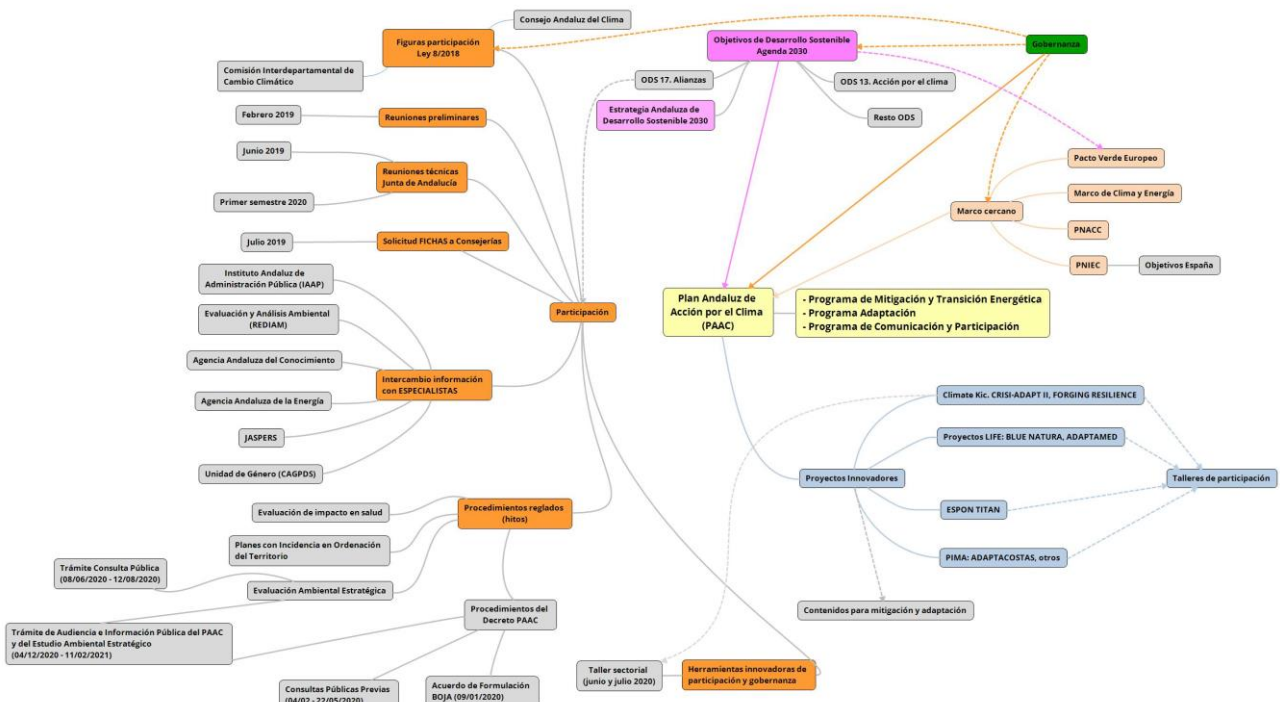 Consejo Andaluz del Clima
Figuras participación
Ley 8/2018
Comisión Interdepartamental de
Cambio Climático
Objetivos de Desarrollo Sostenible
Agenda 2030
Gobernanza
ODS 17. Alianzas
ODS 13. Acción por el clima
Estrategia Andaluza de
Desarrollo Sostenible 2030
Resto ODS
Febrero 2019
Reuniones preliminares
Junio 2019
Reuniones técnicas
Junta de Andalucía
Primer semestre 2020
Julio 2019
Solicitud FICHAS a Consejerías
Pacto Verde Europeo
Marco de Clima y Energía
Marco cercano
PNACC
PNIEC
Objetivos España
Instituto Andaluz de
Administración Pública (IAAP)
Evaluación y Análisis Ambiental
(REDIAM)
Agencia Andaluza del Conocimiento
Intercambio información
con ESPECIALISTAS
Agencia Andaluza de la Energía
JASPERS
Unidad de Género (CAGPDS)
Participación
Plan Andaluz de
Acción por el Clima
(PAAC)
- Programa de Mitigación y Transición Energética
- Programa Adaptación
- Programa de Comunicación y Participación
Climate Kic. CRISI-ADAPT II, FORGING RESILIENCE
Proyectos LIFE: BLUE NATURA, ADAPTAMED
Proyectos Innovadores
Talleres de participación
ESPON TITAN
PIMA: ADAPTACOSTAS, otros
Contenidos para mitigación y adaptación
Evaluación de impacto en salud
Procedimientos reglados
(hitos)
Planes con Incidencia en Ordenación
del Territorio
Trámite Consulta Pública
(08/06/2020 - 12/08/2020)
Evaluación Ambiental Estratégica
Procedimientos del
Decreto PAAC
Trámite de Audiencia e Información Pública del PAAC
y del Estudio Ambiental Estratégico
(04/12/2020 - 11/02/2021)
Consultas Públicas Previas
(04/02 - 22/05/2020)
Acuerdo de Formulación
BOJA (09/01/2020)
Taller sectorial
(junio y julio 2020)
Herramientas innovadoras de
participación y gobernanza